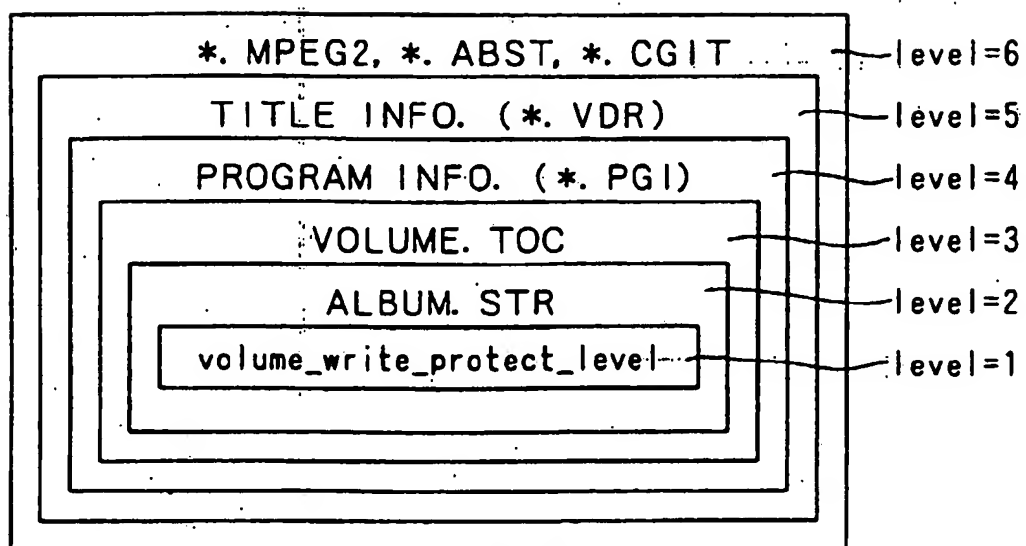 *. MPEG2, *. ABST, *. CGIT level=6
TITLE INFO. (*. VDR) level=5
PROGRAM INFO. (*. PGI) level=4
VOLUME. TOC level=3
ALBUM. STR level=2
volume_write_protect_level level=1